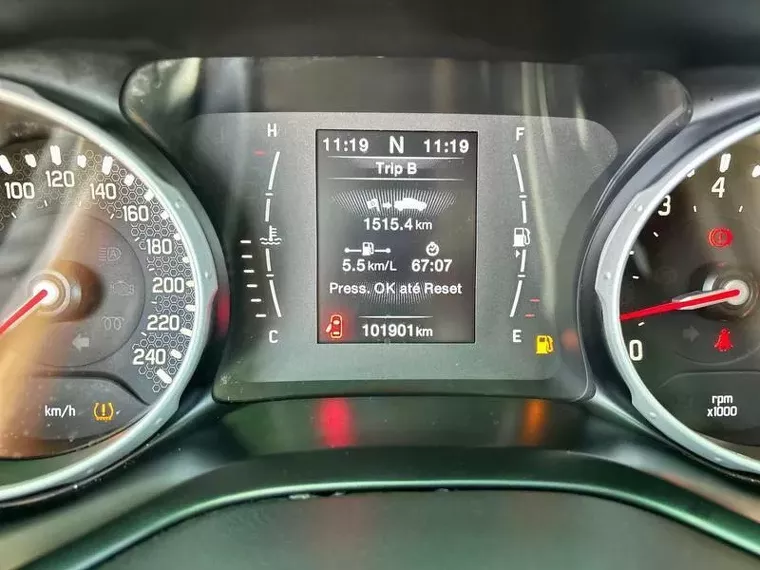 100 120 140 160 180 200 220 240
km/h
H
C
11:19 N 11:19
Trip B
1515.4 km
5.5 km/L 67:07
Press. OK até Reset
101901 km
F
E
4
3
0
rpm
x1000